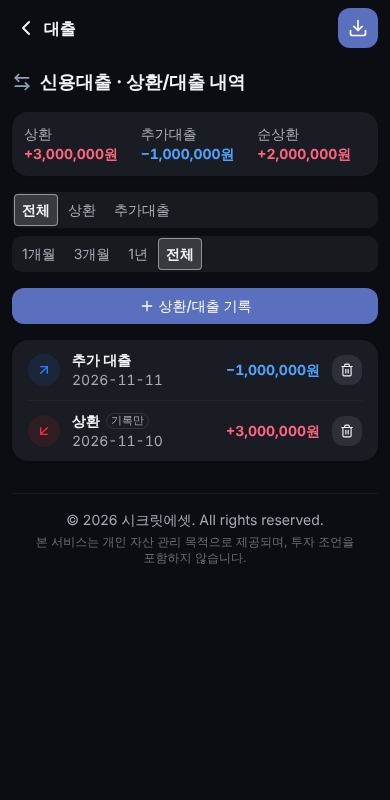 대출
신용대출 · 상환/대출 내역
상환 추가대출 순상환
+3,000,000원 −1,000,000원 +2,000,000원
전체 상환 추가대출
1개월 3개월 1년 전체
+ 상환/대출 기록
추가 대출
2026-11-11
−1,000,000원
상환 기록만
2026-11-10
+3,000,000원
© 2026 시크릿에셋. All rights reserved.
본 서비스는 개인 자산 관리 목적으로 제공되며, 투자 조언을
포함하지 않습니다.